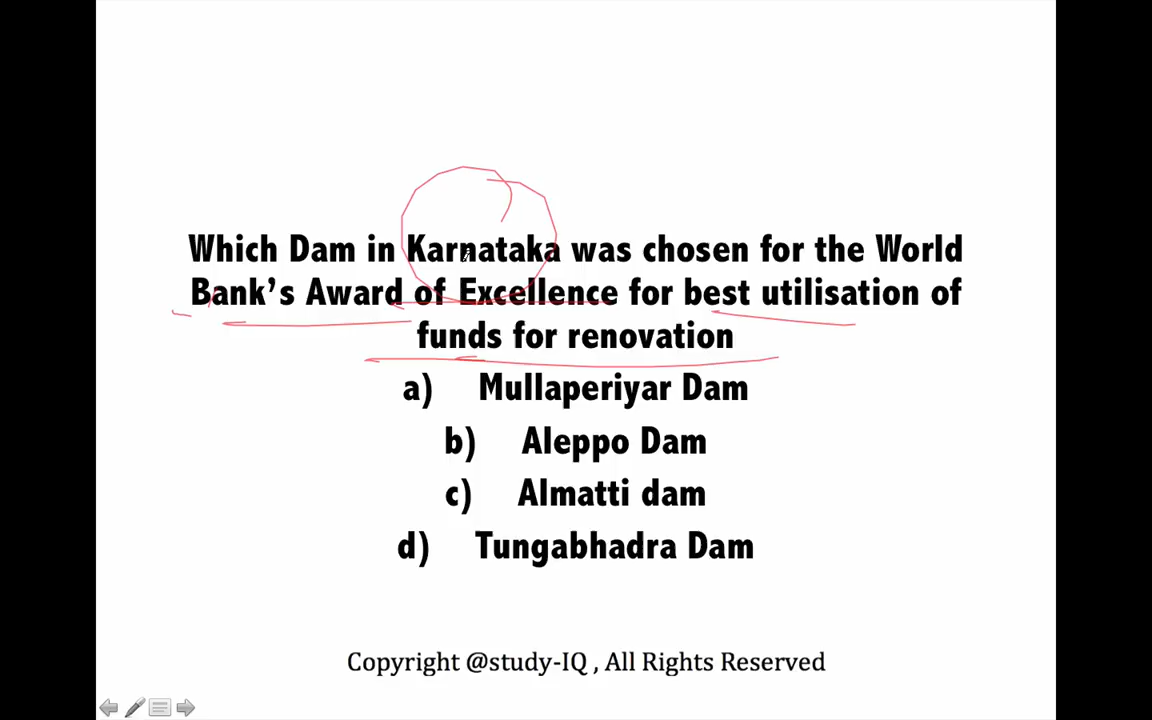 Which Dam in Karnataka was chosen for the World
Bank's Award of Excellence for best utilisation of
funds for renovation
a) Mullaperiyar Dam
b) Aleppo Dam
c) Almatti dam
d) Tungabhadra Dam
Copyright @study-IQ , All Rights Reserved